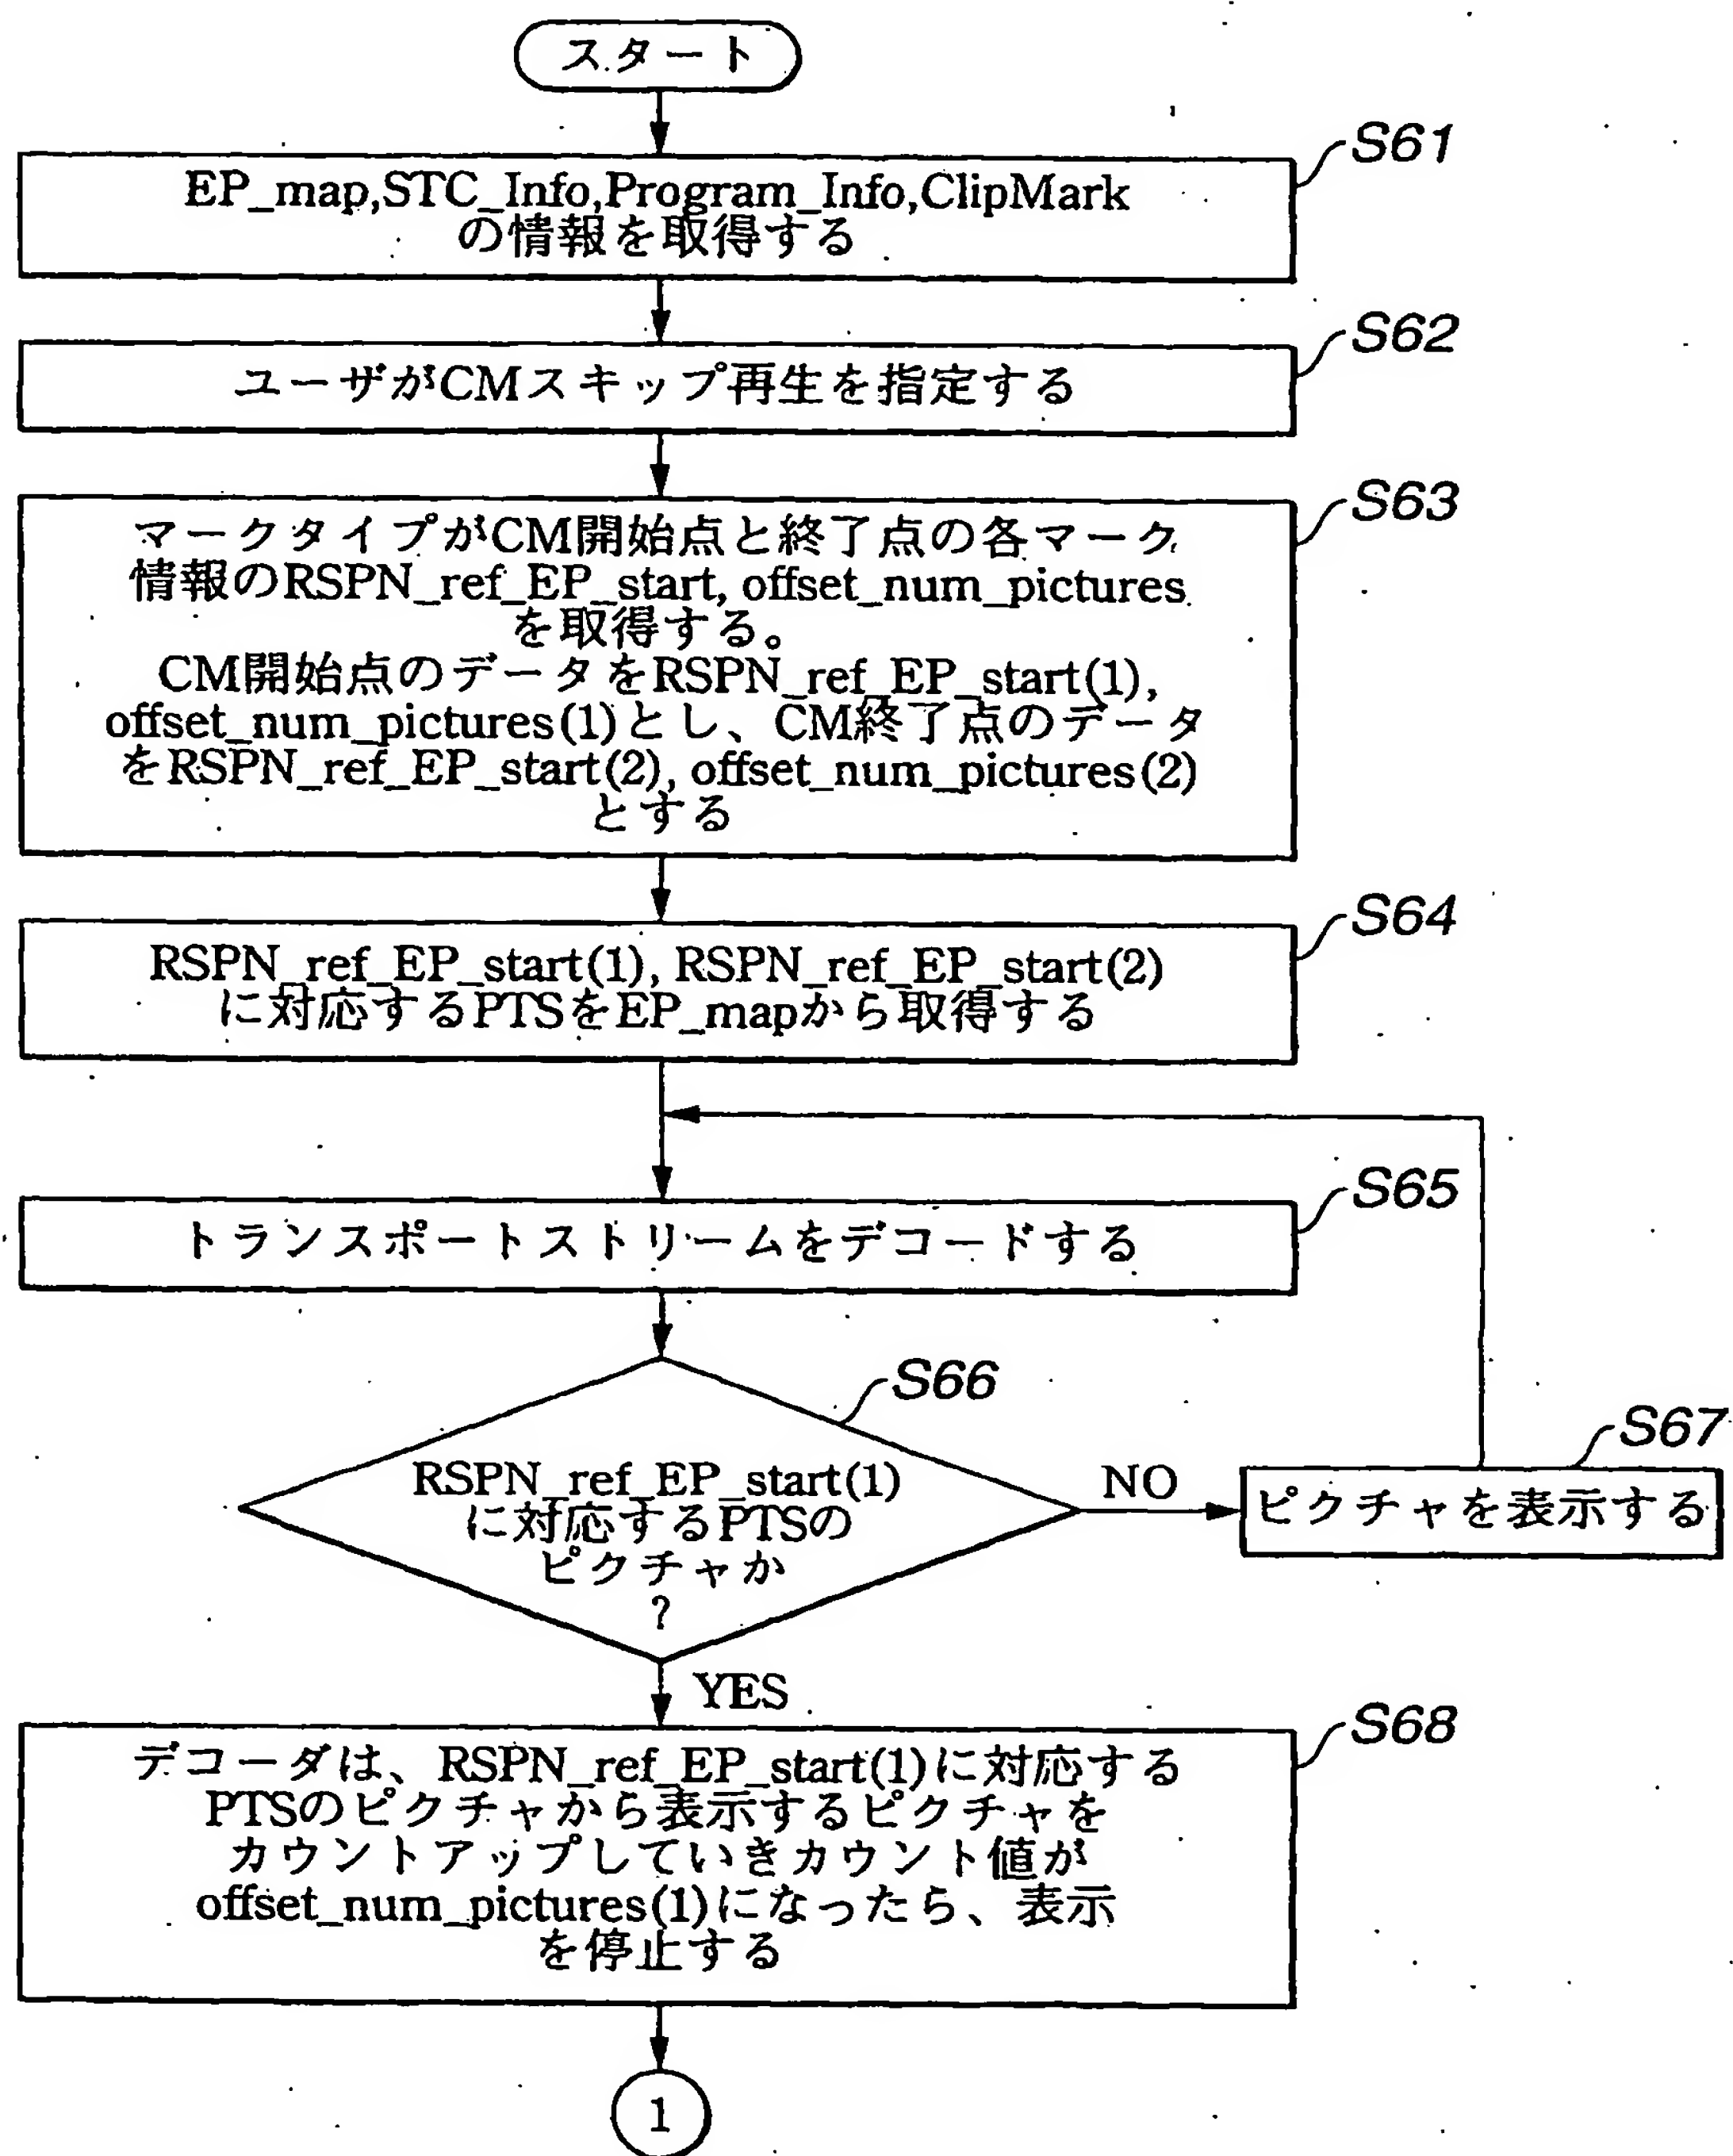 スタート
S61
EP_map,STC_Info,Program_Info,ClipMark
の情報を取得する
S62
ユーザがCMスキップ再生を指定する
S63
マークタイプがCM開始点と終了点の各マーク
情報のRSPN_ref_EP_start, offset_num_pictures
を取得する。
CM開始点のデータをRSPN_ref_EP_start(1),
offset_num_pictures(1)とし、CM終了点のデータ
をRSPN_ref_EP_start(2), offset_num_pictures(2)
とする
S64
RSPN_ref_EP_start(1), RSPN_ref_EP_start(2)
に対応するPTSをEP_mapから取得する
S65
トランスポートストリームをデコードする
S66
RSPN_ref_EP_start(1)
に対応するPTSの
ピクチャか
?
NO
S67
ピクチャを表示する
YES
S68
デコーダは、RSPN_ref_EP_start(1)に対応する
PTSのピクチャから表示するピクチャを
カウントアップしていきカウント値が
offset_num_pictures(1)になったら、表示
を停止する
1